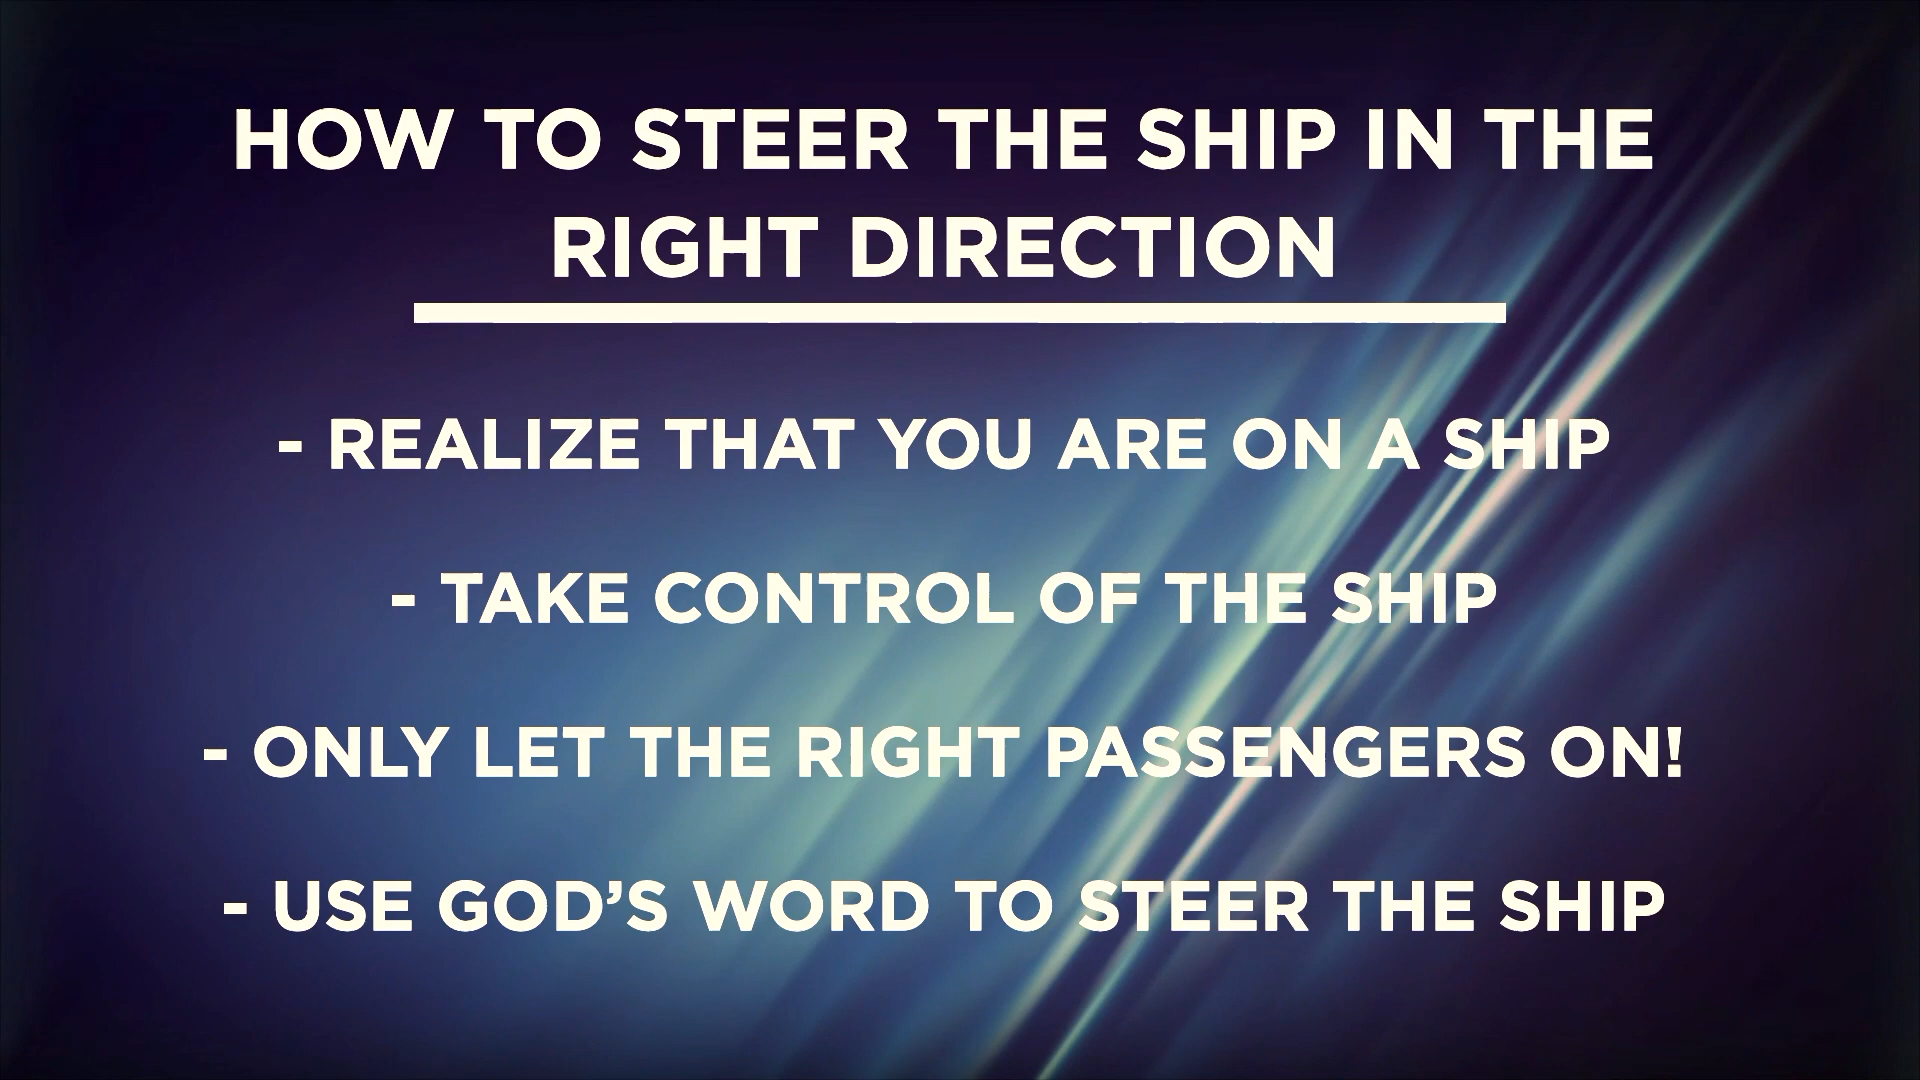 HOW TO STEER THE SHIP IN THE
RIGHT DIRECTION
- REALIZE THAT YOU ARE ON A SHIP
- TAKE CONTROL OF THE SHIP
- ONLY LET THE RIGHT PASSENGERS ON!
- USE GOD’S WORD TO STEER THE SHIP